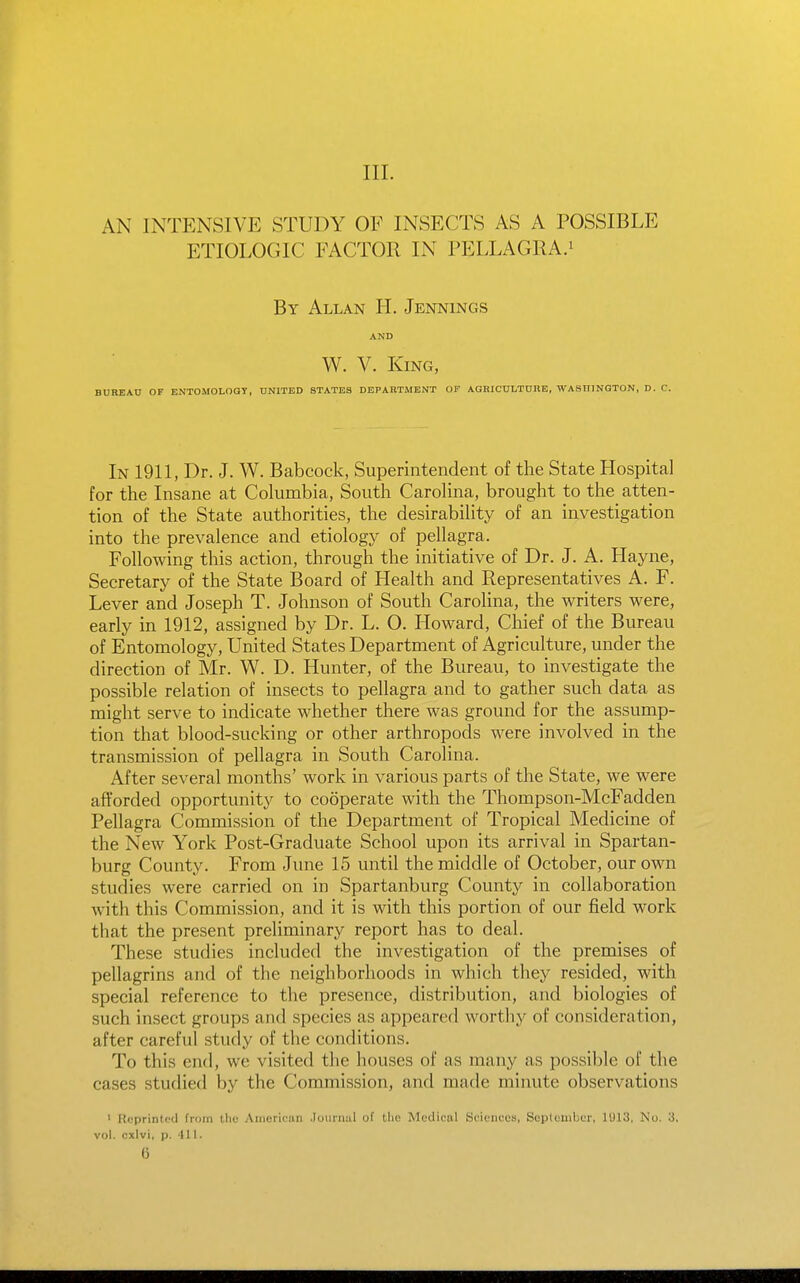 III.
AN INTENSIVE STUDY OF INSECTS AS A POSSIBLE
ETIOLOGIC FACTOR IN PELLAGRA.¹
By Allan H. Jennings
AND
W. V. King,
BUREAU OF ENTOMOLOGY, UNITED STATES DEPARTMENT OF AGRICULTURE, WASHINGTON, D. C.
In 1911, Dr. J. W. Babcock, Superintendent of the State Hospital
for the Insane at Columbia, South Carolina, brought to the atten-
tion of the State authorities, the desirability of an investigation
into the prevalence and etiology of pellagra.
Following this action, through the initiative of Dr. J. A. Hayne,
Secretary of the State Board of Health and Representatives A. F.
Lever and Joseph T. Johnson of South Carolina, the writers were,
early in 1912, assigned by Dr. L. O. Howard, Chief of the Bureau
of Entomology, United States Department of Agriculture, under the
direction of Mr. W. D. Hunter, of the Bureau, to investigate the
possible relation of insects to pellagra and to gather such data as
might serve to indicate whether there was ground for the assump-
tion that blood-sucking or other arthropods were involved in the
transmission of pellagra in South Carolina.
After several months' work in various parts of the State, we were
afforded opportunity to coöperate with the Thompson-McFadden
Pellagra Commission of the Department of Tropical Medicine of
the New York Post-Graduate School upon its arrival in Spartan-
burg County. From June 15 until the middle of October, our own
studies were carried on in Spartanburg County in collaboration
with this Commission, and it is with this portion of our field work
that the present preliminary report has to deal.
These studies included the investigation of the premises of
pellagrins and of the neighborhoods in which they resided, with
special reference to the presence, distribution, and biologies of
such insect groups and species as appeared worthy of consideration,
after careful study of the conditions.
To this end, we visited the houses of as many as possible of the
cases studied by the Commission, and made minute observations
¹ Reprinted from the American Journal of the Medical Sciences, September, 1913, No. 3,
vol. cxlvi, p. 411.
6